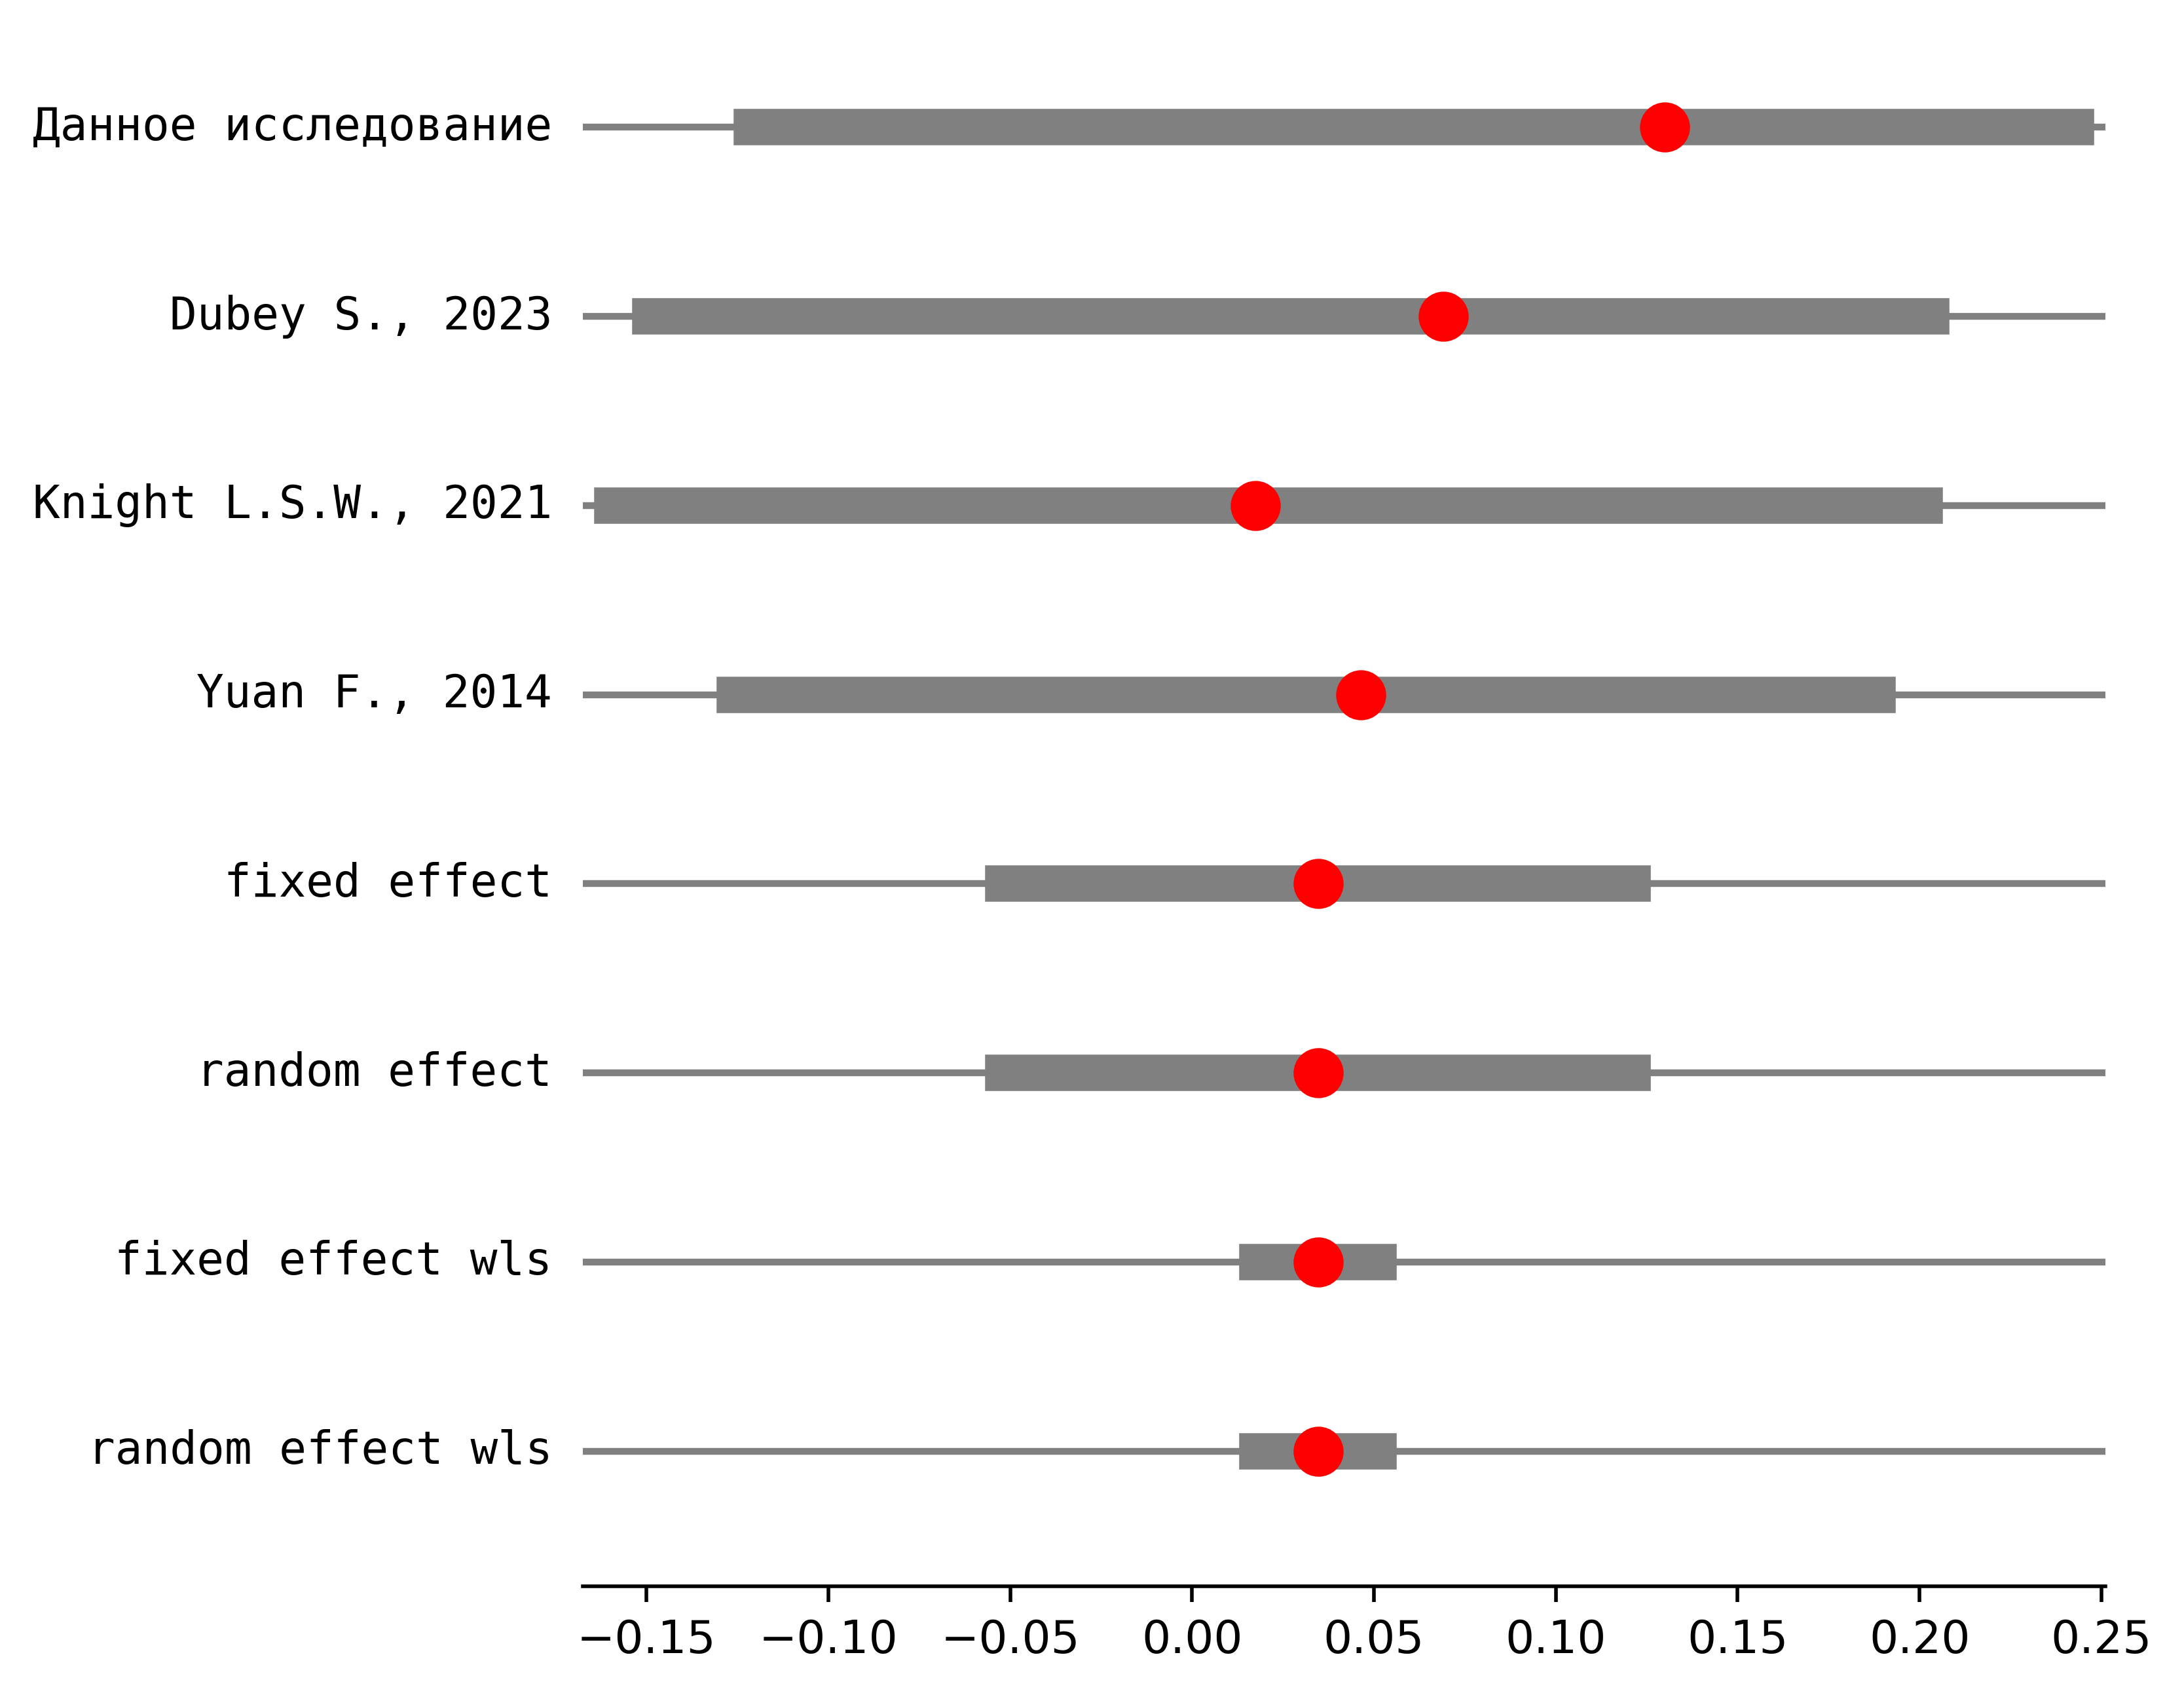 Данное исследование
Dubey S., 2023
Knight L.S.W., 2021
Yuan F., 2014
fixed effect
random effect
fixed effect wls
random effect wls
−0.15 −0.10 −0.05 0.00 0.05 0.10 0.15 0.20 0.25